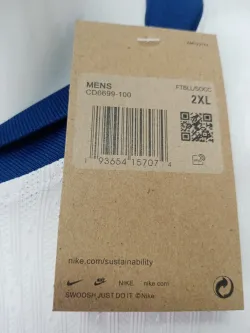 MENS FTBLL/SOCC
CD0699-100 2XL
1 93654 15707 4
nike.com/sustainability
NIKE NIKE
SWOOSH JUST DO IT ©Nike